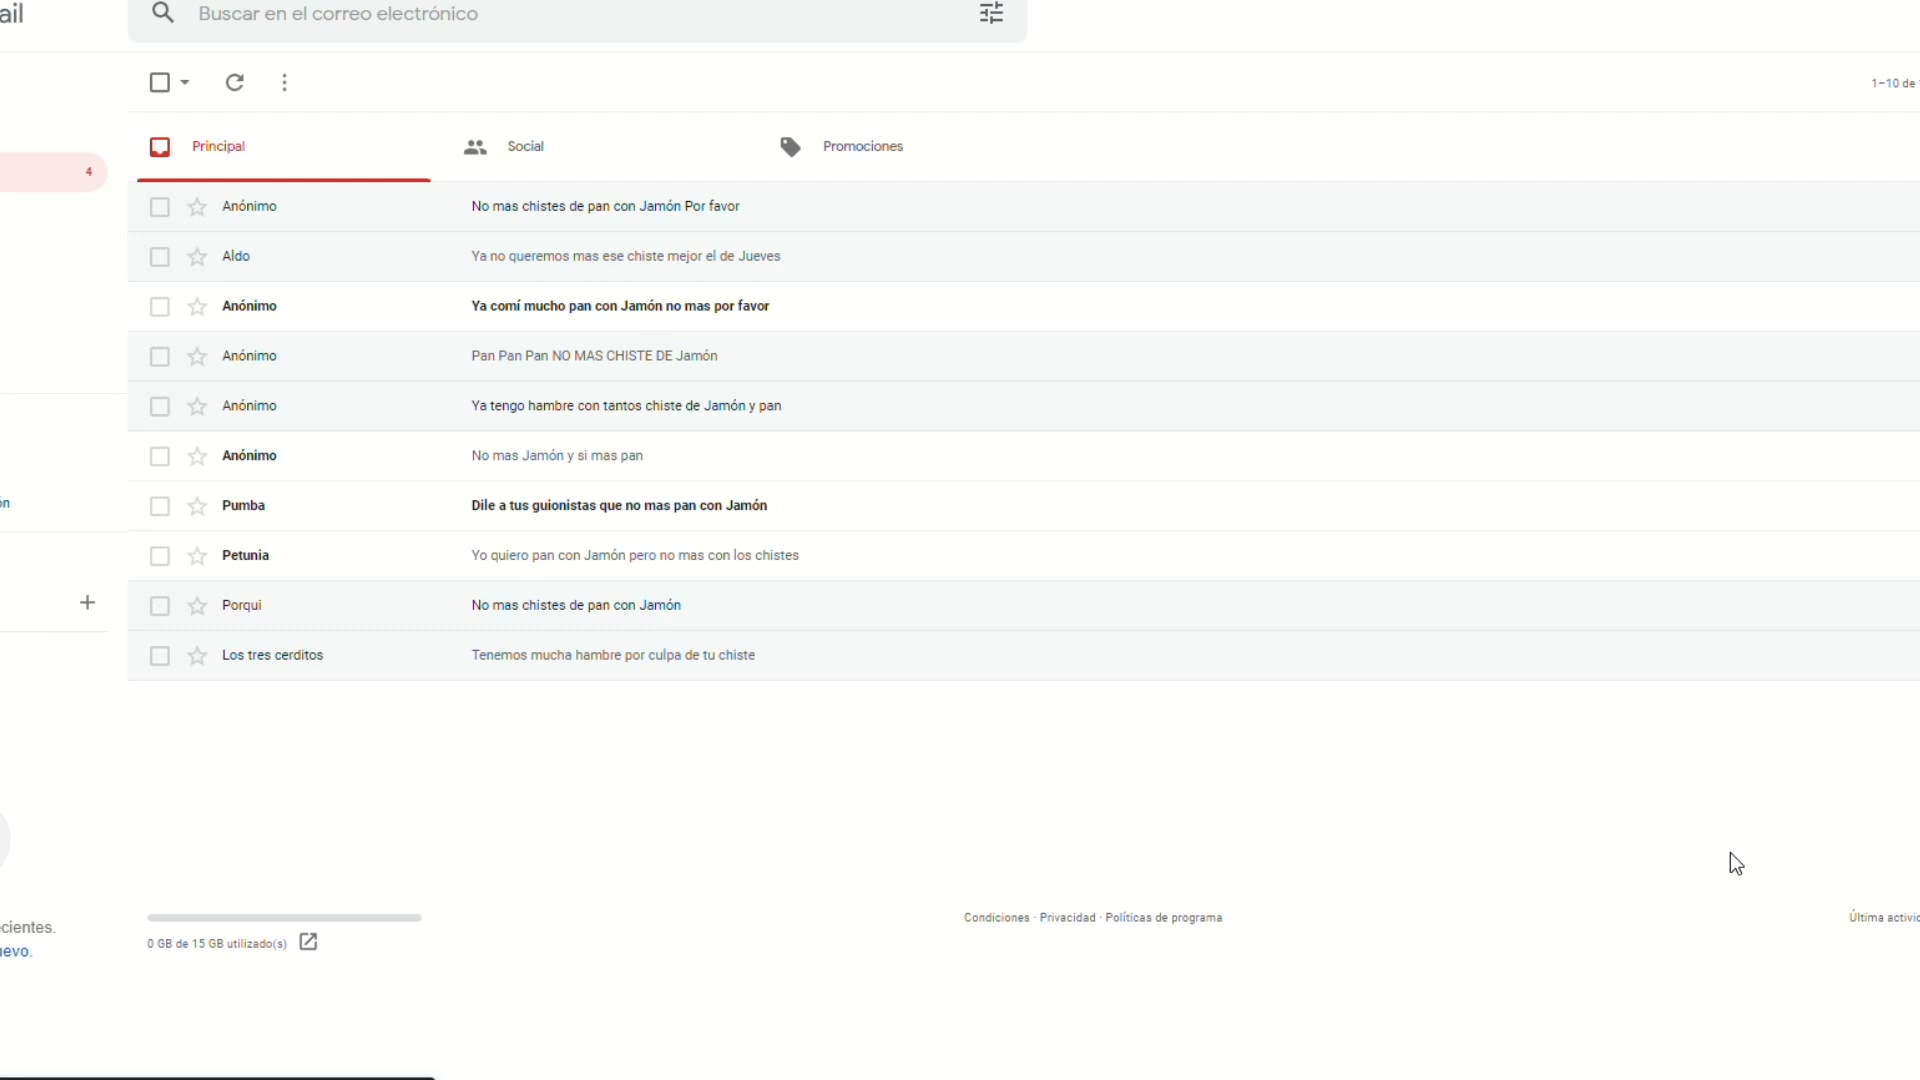 ail
Buscar en el correo electrónico
1–10 de
Principal
Social
Promociones
4
Anónimo No mas chistes de pan con Jamón Por favor
Aldo Ya no queremos mas ese chiste mejor el de Jueves
Anónimo Ya comí mucho pan con Jamón no mas por favor
Anónimo Pan Pan Pan NO MAS CHISTE DE Jamón
Anónimo Ya tengo hambre con tantos chiste de Jamón y pan
Anónimo No mas Jamón y si mas pan
Pumba Dile a tus guionistas que no mas pan con Jamón
ón
Petunia Yo quiero pan con Jamón pero no mas con los chistes
Porqui No mas chistes de pan con Jamón
Los tres cerditos Tenemos mucha hambre por culpa de tu chiste
cientes.
uevo.
0 GB de 15 GB utilizado(s)
Condiciones · Privacidad · Políticas de programa
Última activic